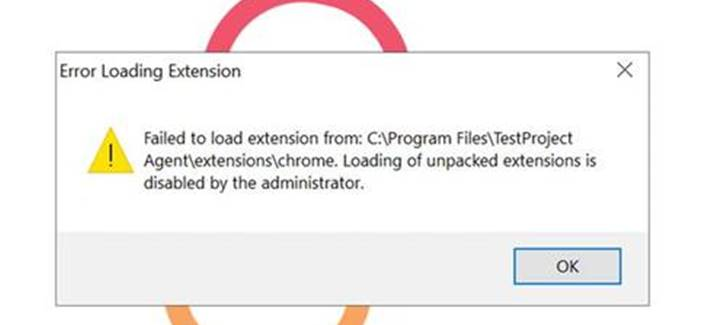 Error Loading Extension
Failed to load extension from: C:\Program Files\TestProject
Agent\extensions\chrome. Loading of unpacked extensions is
disabled by the administrator.
OK